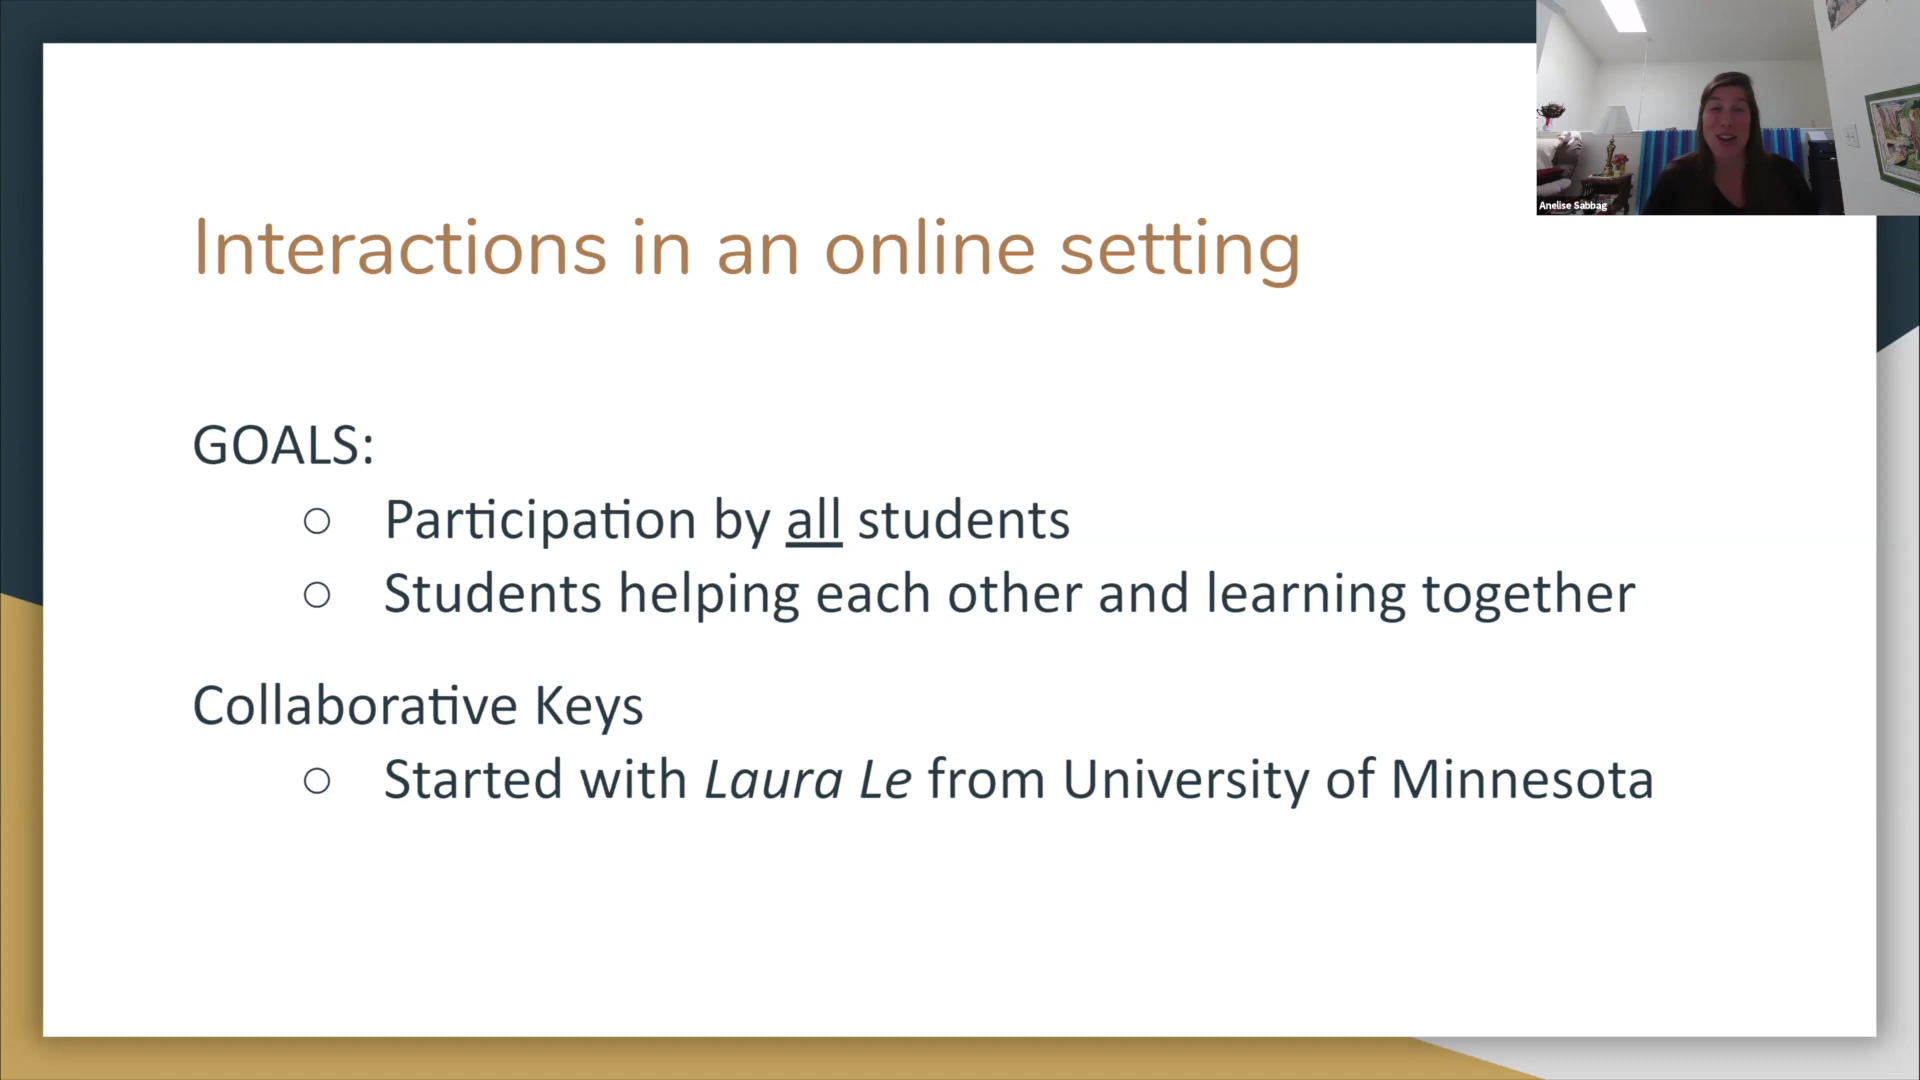 Anelise Sabbag
Interactions in an online setting
GOALS:
○ Participation by all students
○ Students helping each other and learning together
Collaborative Keys
○ Started with Laura Le from University of Minnesota